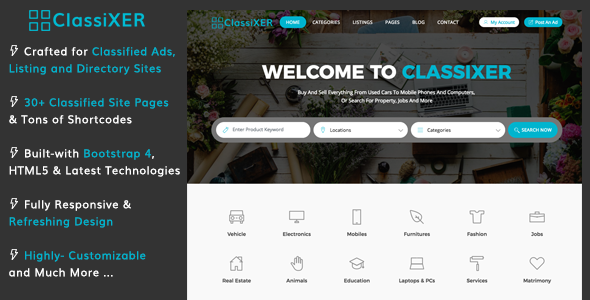 ClassiXER
Crafted for Classified Ads,
Listing and Directory Sites
30+ Classified Site Pages
& Tons of Shortcodes
Built-with Bootstrap 4,
HTML5 & Latest Technologies
Fully Responsive &
Refreshing Design
Highly- Customizable
and Much More ...
ClassiXER HOME CATEGORIES LISTINGS PAGES BLOG CONTACT My Account Post An Ad
WELCOME TO CLASSIXER
Buy And Sell Everything From Used Cars To Mobile Phones And Computers,
Or Search For Property, Jobs And More
Enter Product Keyword Locations Categories SEARCH NOW
Vehicle Electronics Mobiles Furnitures Fashion Jobs
Real Estate Animals Education Laptops & PCs Services Matrimony